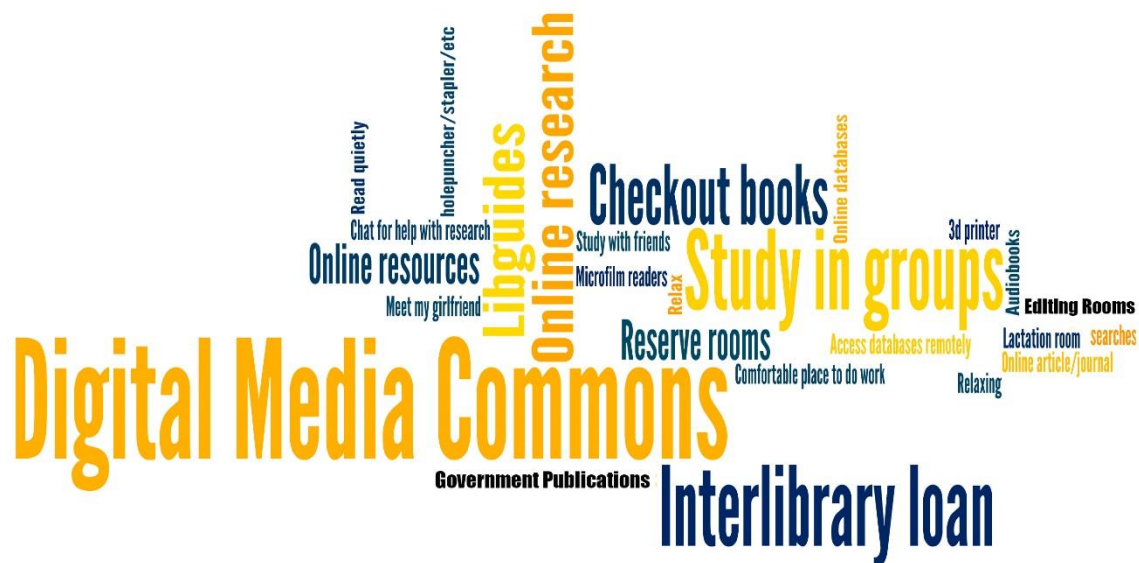 Read quietly
holepuncher/stapler/etc
Libguides
Online research
Chat for help with research
Online resources
Meet my girlfriend
Checkout books
Online databases
Study with friends
Microfilm readers
Relax
Study in groups
3d printer
Audiobooks
Editing Rooms
Reserve rooms
Access databases remotely
Lactation room
searches
Online article/journal
Comfortable place to do work
Relaxing
Digital Media Commons
Government Publications
Interlibrary loan